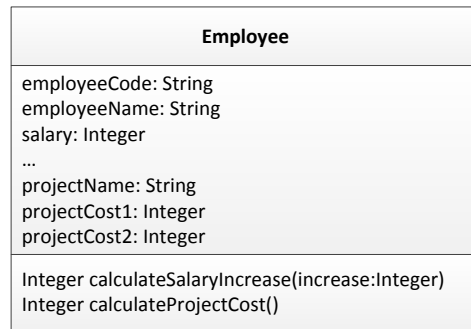 Employee
employeeCode: String
employeeName: String
salary: Integer
…
projectName: String
projectCost1: Integer
projectCost2: Integer
Integer calculateSalaryIncrease(increase:Integer)
Integer calculateProjectCost()